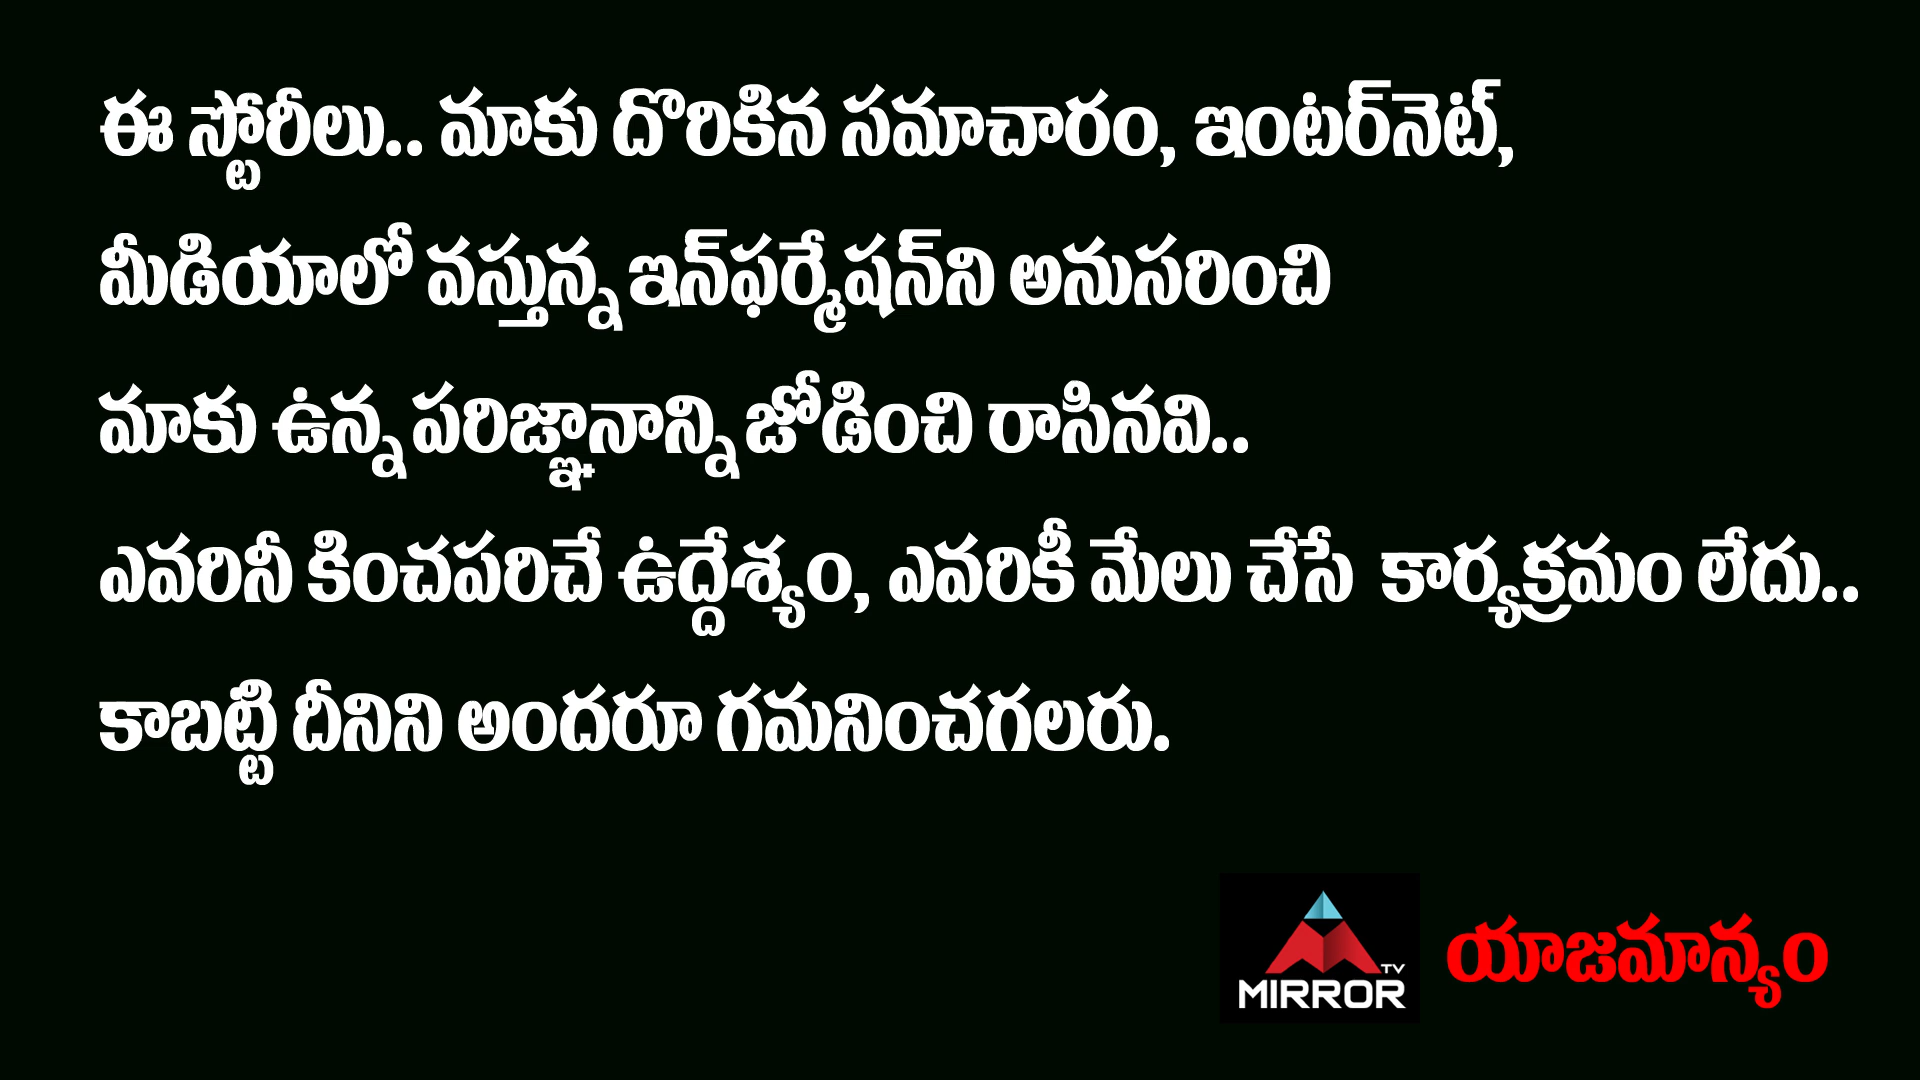 ఈ స్టోరీలు.. మాకు దొరికిన సమాచారం, ఇంటర్‌నెట్,
మీడియాలో వస్తున్న ఇన్‌ఫర్మేషన్‌ని అనుసరించి
మాకు ఉన్న పరిజ్ఞానాన్ని జోడించి రాసినవి..
ఎవరినీ కించపరిచే ఉద్దేశ్యం, ఎవరికీ మేలు చేసే కార్యక్రమం లేదు..
కాబట్టి దీనిని అందరూ గమనించగలరు.
TV
MIRROR
యాజమాన్యం